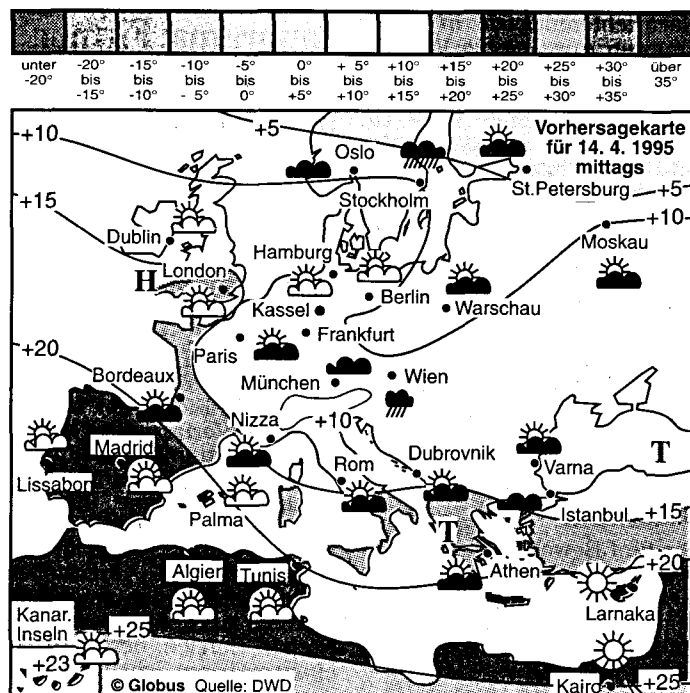 unter -20°
-20° bis -15°
-15° bis -10°
-10° bis - 5°
-5° bis 0°
0° bis +5°
+ 5° bis +10°
+10° bis +15°
+15° bis +20°
+20° bis +25°
+25° bis +30°
+30° bis +35°
über 35°
Vorhersagekarte
für 14. 4. 1995
mittags
+10
+5
Oslo
St.Petersburg
+5
+15
Stockholm
+10
Dublin
Hamburg
Moskau
H
London
Kassel
Berlin
Warschau
Frankfurt
+20
Paris
Bordeaux
München
Wien
Nizza
+10
Madrid
Rom
Dubrovnik
Varna
T
Lissabon
Palma
Istanbul
+15
T
Algier
Tunis
Athen
+20
Larnaka
Kanar.
Inseln
+25
+23
Kairo
+25
© Globus Quelle: DWD